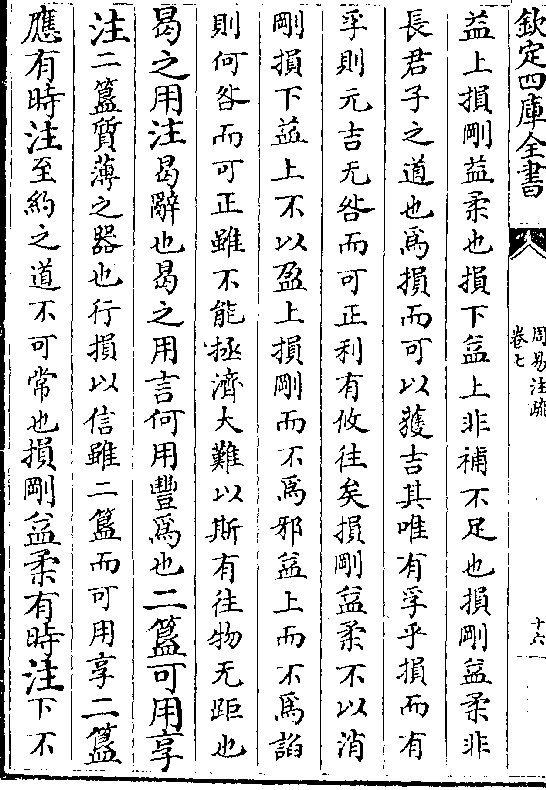 欽定四庫全書
周易注疏
卷七
十六
益上損剛益柔也損下益上非補不足也損剛益柔非
長君子之道也爲損而可以獲吉其唯有孚乎損而有
孚則元吉无咎而可正利有攸往矣損剛益柔不以消
剛損下益上不以盈上損剛而不爲邪益上而不爲諂
則何咎而可正雖不能拯濟大難以斯有往物无距也
曷之用注曷辭也曷之用言何用豐爲也二簋可用享
注二簋質薄之器也行損以信雖二簋而可用享二簋
應有時注至約之道不可常也損剛益柔有時注下不